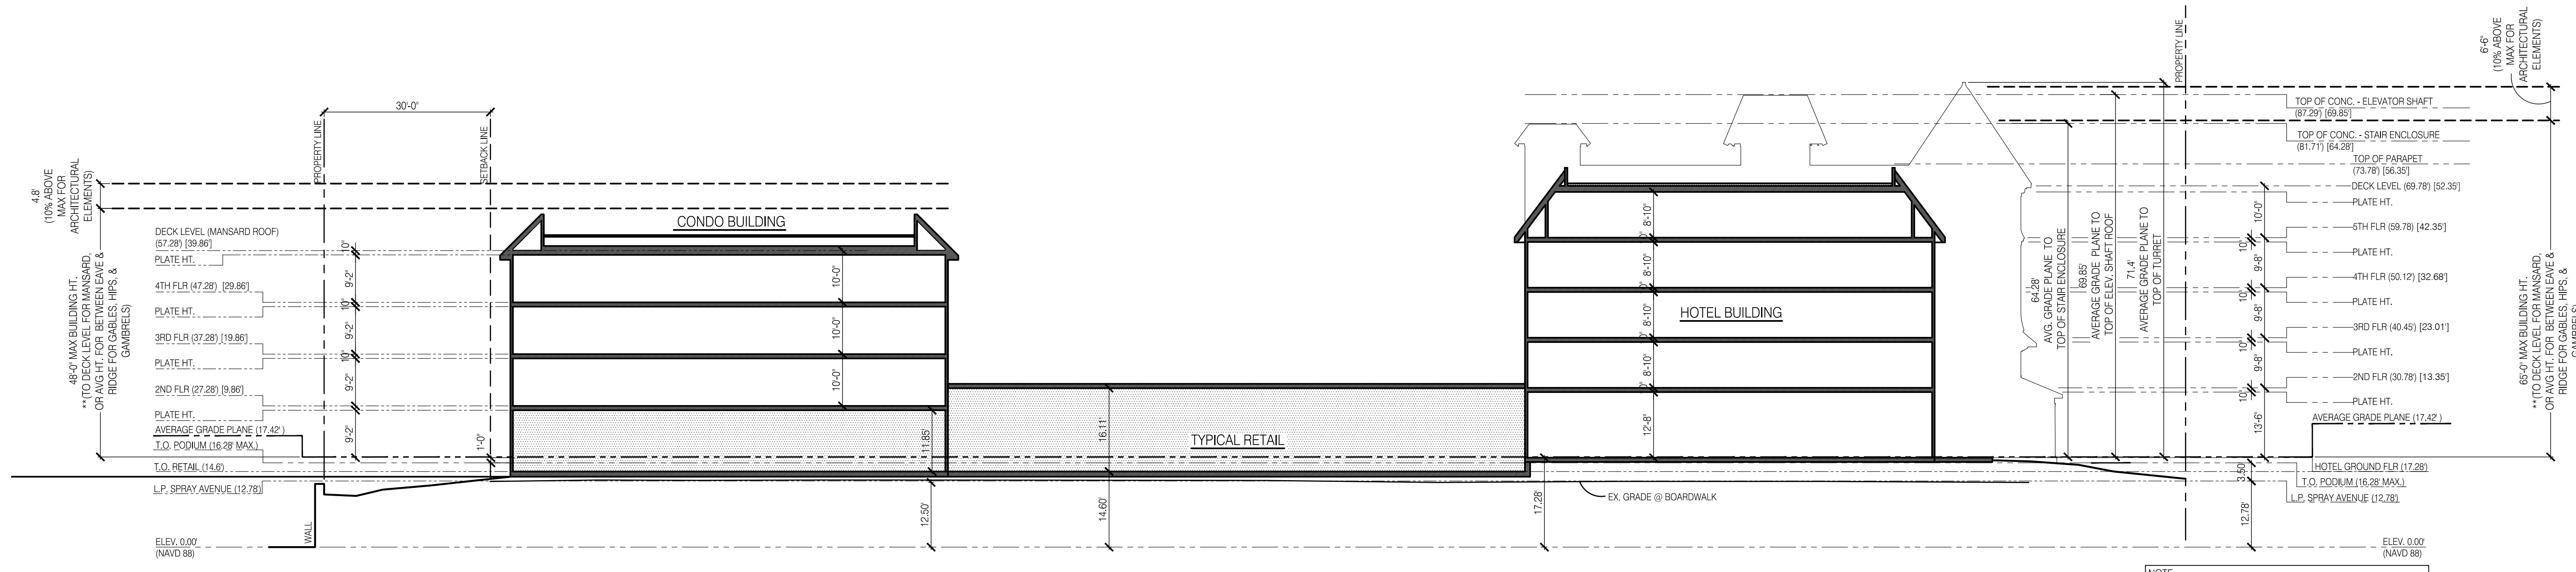 4.8'
(10% ABOVE
MAX FOR
ARCHITECTURAL
ELEMENTS)
48'-0" MAX BUILDING HT.
**(TO DECK LEVEL FOR MANSARD,
OR AVG HT. FOR BETWEEN EAVE &
RIDGE FOR GABLES, HIPS, &
GAMBRELS)
DECK LEVEL (MANSARD ROOF)
(57.28') [39.86']
PLATE HT.
4TH FLR (47.28') [29.86']
PLATE HT.
3RD FLR (37.28') [19.86']
PLATE HT.
2ND FLR (27.28') [9.86']
PLATE HT.
AVERAGE GRADE PLANE (17.42')
T.O. PODIUM (16.28' MAX.)
T.O. RETAIL (14.6')
L.P. SPRAY AVENUE (12.78')
ELEV. 0.00'
(NAVD 88)
WALL
PROPERTY LINE
30'-0"
SETBACK LINE
10"
9'-2"
10"
9'-2"
10"
9'-2"
9'-2"
1'-0"
CONDO BUILDING
10'-0"
10'-0"
10'-0"
11.85'
12.50'
16.11'
14.60'
TYPICAL RETAIL
EX. GRADE @ BOARDWALK
17.28'
HOTEL BUILDING
8'-10"
8'-10"
8'-10"
8'-10"
12'-8"
64.28'
AVG. GRADE PLANE TO
TOP OF STAIR ENCLOSURE
69.85'
AVERAGE GRADE PLANE TO
TOP OF ELEV. SHAFT ROOF
71.4'
AVERAGE GRADE PLANE TO
TOP OF TURRET
PROPERTY LINE
10'-0"
10"
9'-8"
10"
9'-8"
10"
9'-8"
10"
13'-6"
3.50'
12.78'
TOP OF CONC. - ELEVATOR SHAFT
(87.29') [69.85']
TOP OF CONC. - STAIR ENCLOSURE
(81.71') [64.28']
TOP OF PARAPET
(73.78') [56.35']
DECK LEVEL (69.78') [52.35']
PLATE HT.
5TH FLR (59.78') [42.35']
PLATE HT.
4TH FLR (50.12') [32.68']
PLATE HT.
3RD FLR (40.45') [23.01']
PLATE HT.
2ND FLR (30.78') [13.35']
PLATE HT.
AVERAGE GRADE PLANE (17.42')
HOTEL GROUND FLR (17.28')
T.O. PODIUM (16.28' MAX.)
L.P. SPRAY AVENUE (12.78')
ELEV. 0.00'
(NAVD 88)
6'-6"
(10% ABOVE
MAX FOR
ARCHITECTURAL
ELEMENTS)
65'-0" MAX BUILDING HT.
**(TO DECK LEVEL FOR MANSARD,
OR AVG HT. FOR BETWEEN EAVE &
RIDGE FOR GABLES, HIPS, &
GAMBRELS)
NOTE